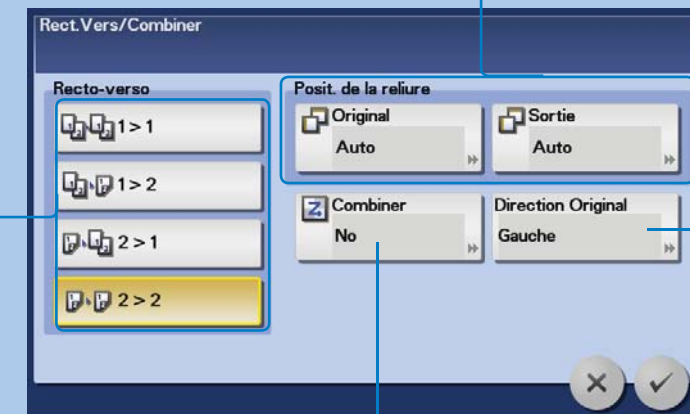 Rect.Vers/Combiner
Recto-verso
1 > 1
1 > 2
2 > 1
2 > 2
Posit. de la reliure
Original
Auto
Sortie
Auto
Combiner
No
Direction Original
Gauche